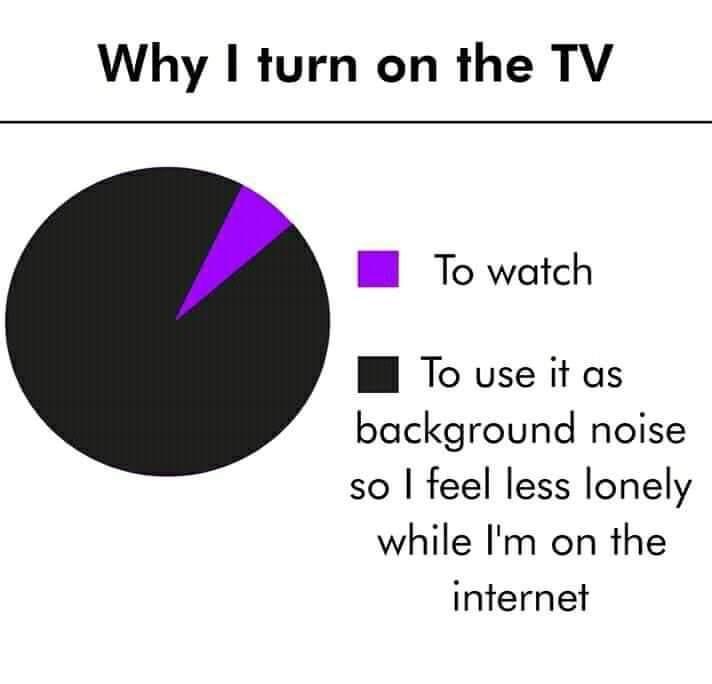 Why I turn on the TV
To watch
To use it as
background noise
so I feel less lonely
while I'm on the
internet